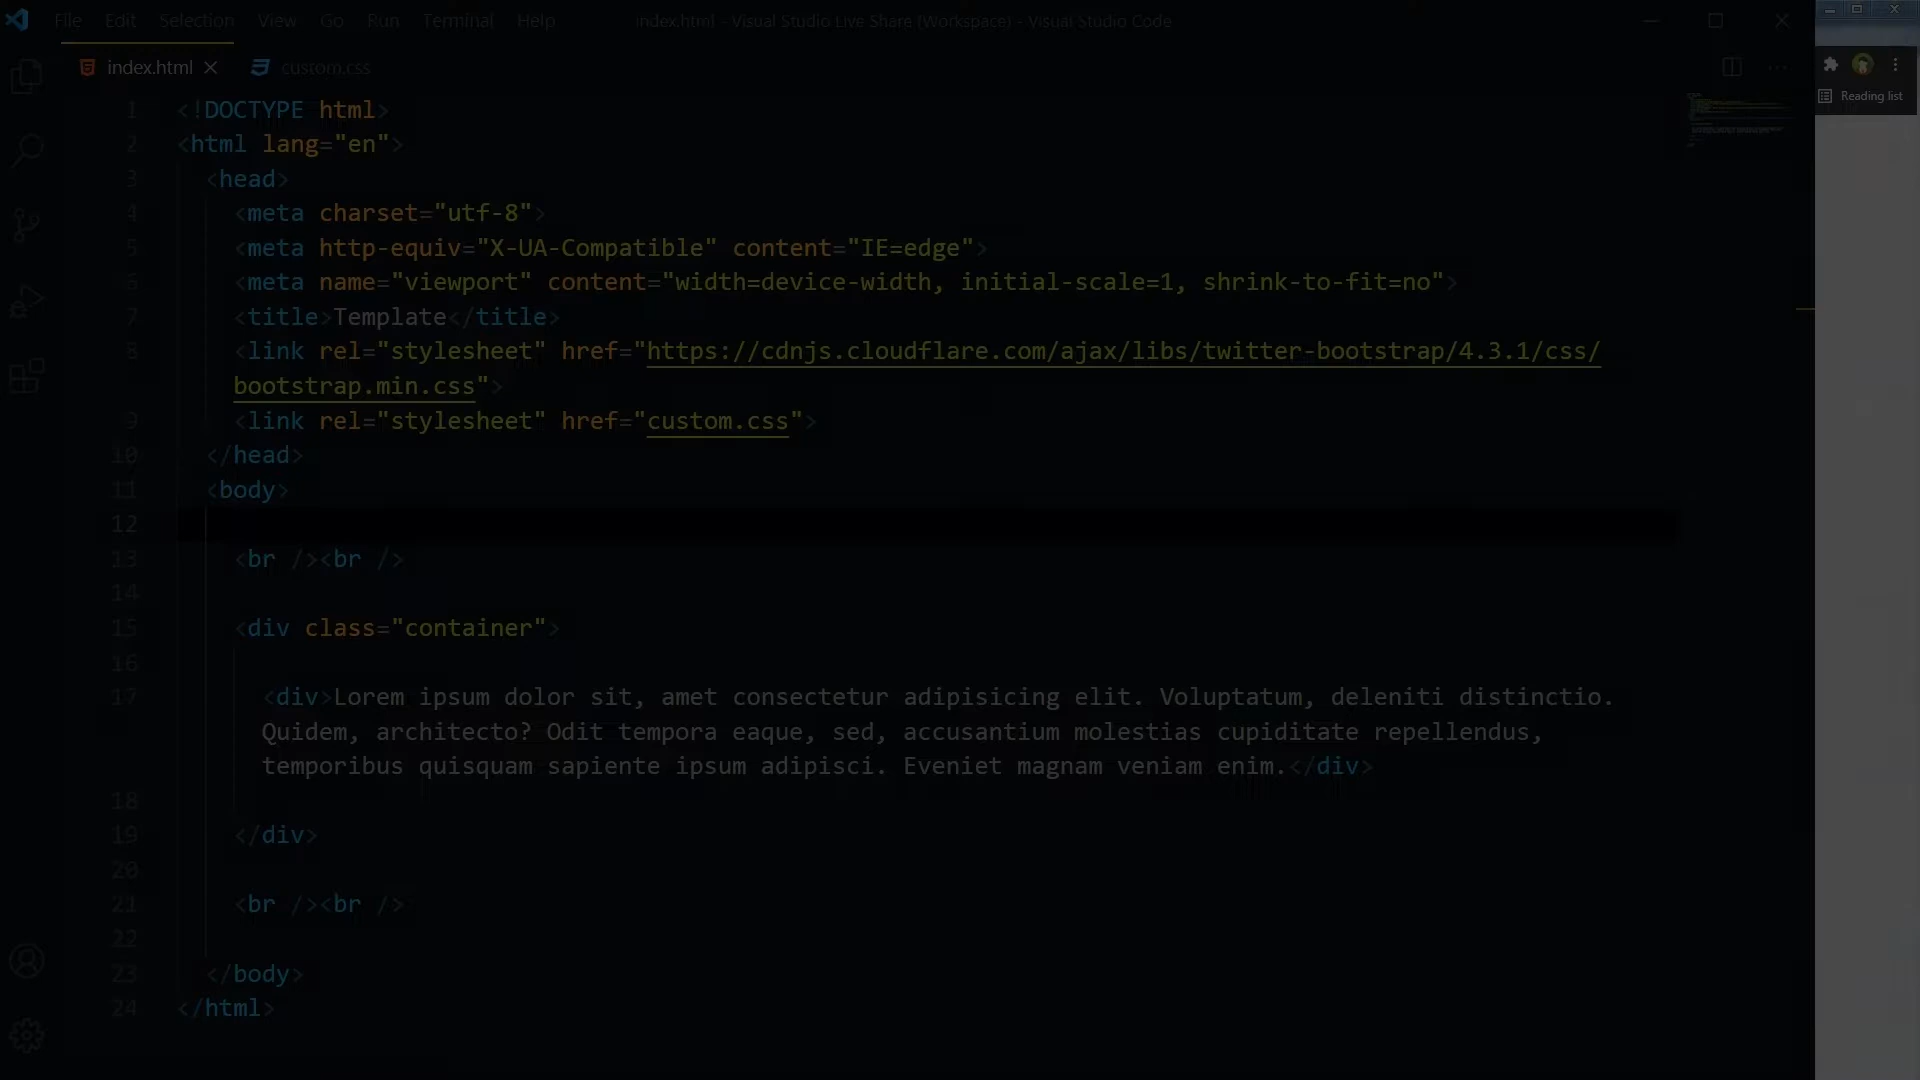 File Edit Selection View Go Run Terminal Help index.html - Visual Studio Live Share (Workspace) - Visual Studio Code
index.html custom.css
Reading list
1 <!DOCTYPE html>
2 <html lang="en">
3 <head>
4 <meta charset="utf-8">
5 <meta http-equiv="X-UA-Compatible" content="IE=edge">
6 <meta name="viewport" content="width=device-width, initial-scale=1, shrink-to-fit=no">
7 <title>Template</title>
8 <link rel="stylesheet" href="https://cdnjs.cloudflare.com/ajax/libs/twitter-bootstrap/4.3.1/css/
bootstrap.min.css">
9 <link rel="stylesheet" href="custom.css">
10 </head>
11 <body>
12
13 <br /><br />
14
15 <div class="container">
16
17 <div>Lorem ipsum dolor sit, amet consectetur adipisicing elit. Voluptatum, deleniti distinctio.
Quidem, architecto? Odit tempora eaque, sed, accusantium molestias cupiditate repellendus,
temporibus quisquam sapiente ipsum adipisci. Eveniet magnam veniam enim.</div>
18
19 </div>
20
21 <br /><br />
22
23 </body>
24 </html>